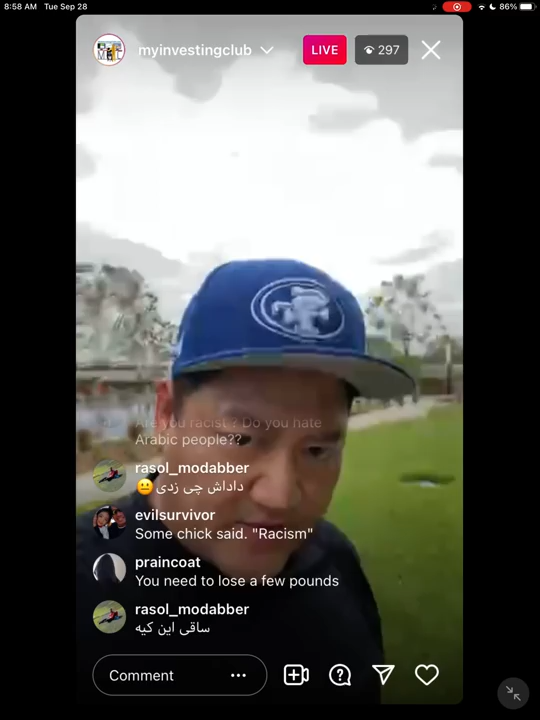 8:58 AM Tue Sep 28
86%
myinvestingclub
LIVE
297
Are you racist ? Do you hate
Arabic people??
rasol_modabber
داداش چی زدی😐
evilsurvivor
Some chick said. "Racism"
praincoat
You need to lose a few pounds
rasol_modabber
ساقی این کیه
Comment